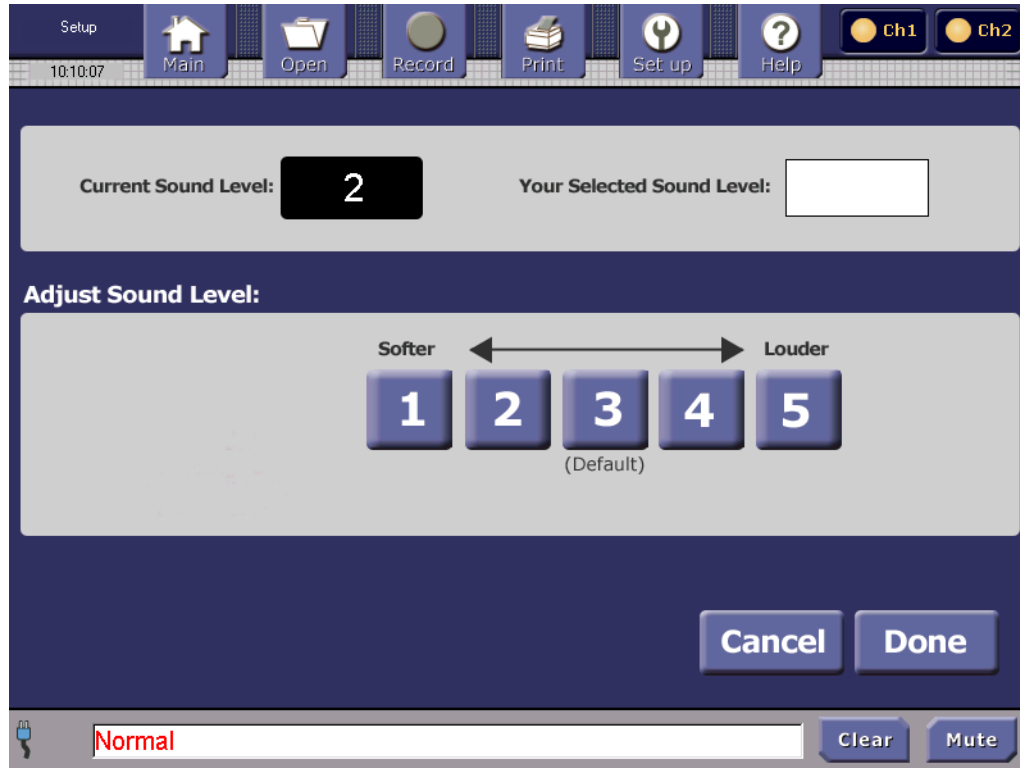 Setup
10:10:07
Main
Open
Record
Print
Set up
?
Help
Ch1
Ch2
Current Sound Level:
2
Your Selected Sound Level:
Adjust Sound Level:
Softer
Louder
1
2
3
4
5
(Default)
Cancel
Done
Normal
Clear
Mute